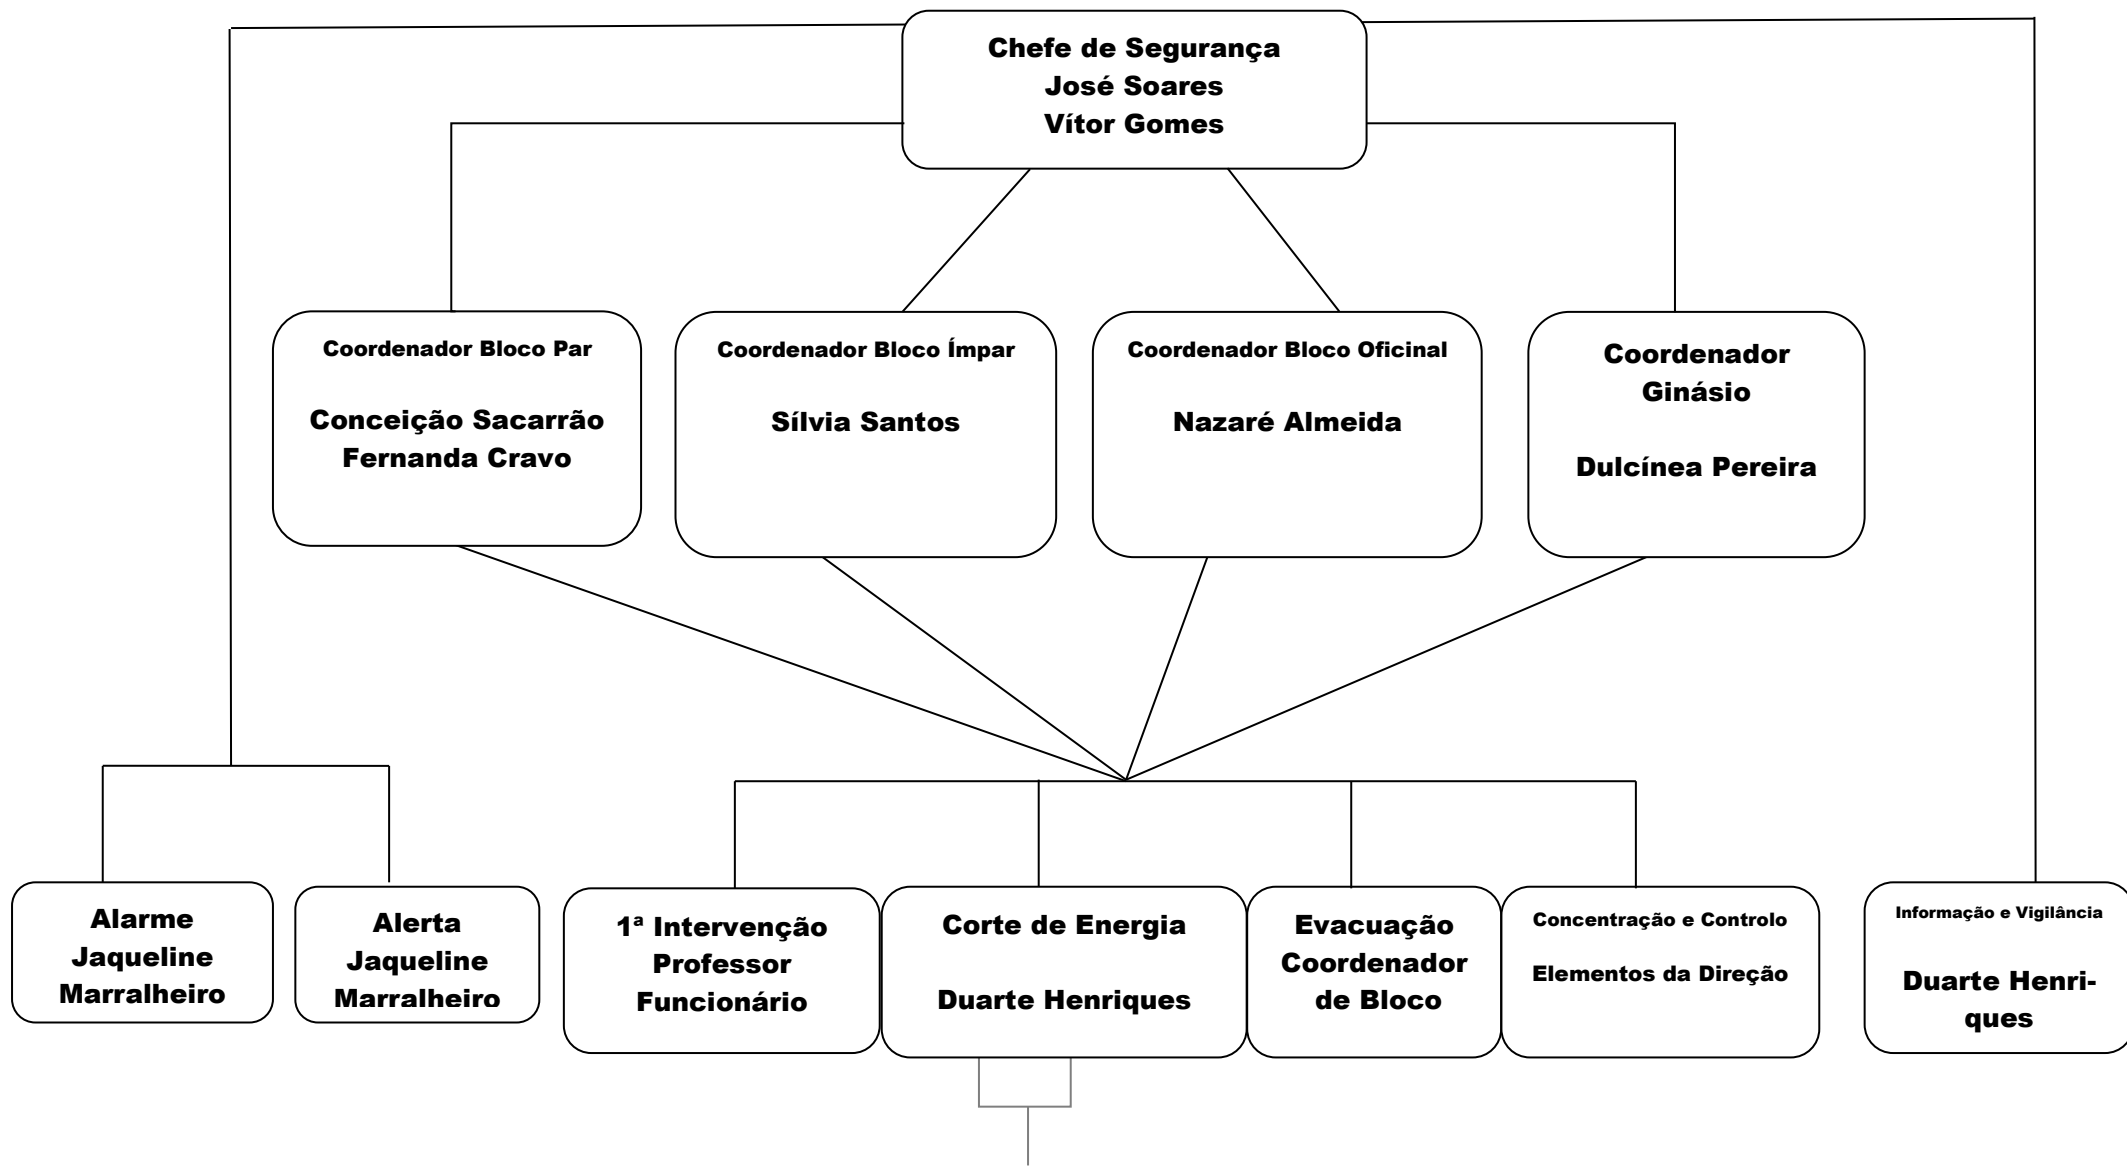 Chefe de Segurança
José Soares
Vítor Gomes
Coordenador Bloco Par
Conceição Sacarrão
Fernanda Cravo
Coordenador Bloco Ímpar
Sílvia Santos
Coordenador Bloco Oficinal
Nazaré Almeida
Coordenador
Ginásio
Dulcínea Pereira
Alarme
Jaqueline
Marralheiro
Alerta
Jaqueline
Marralheiro
1ª Intervenção
Professor
Funcionário
Corte de Energia
Duarte Henriques
Evacuação
Coordenador
de Bloco
Concentração e Controlo
Elementos da Direção
Informação e Vigilância
Duarte Henri-
ques